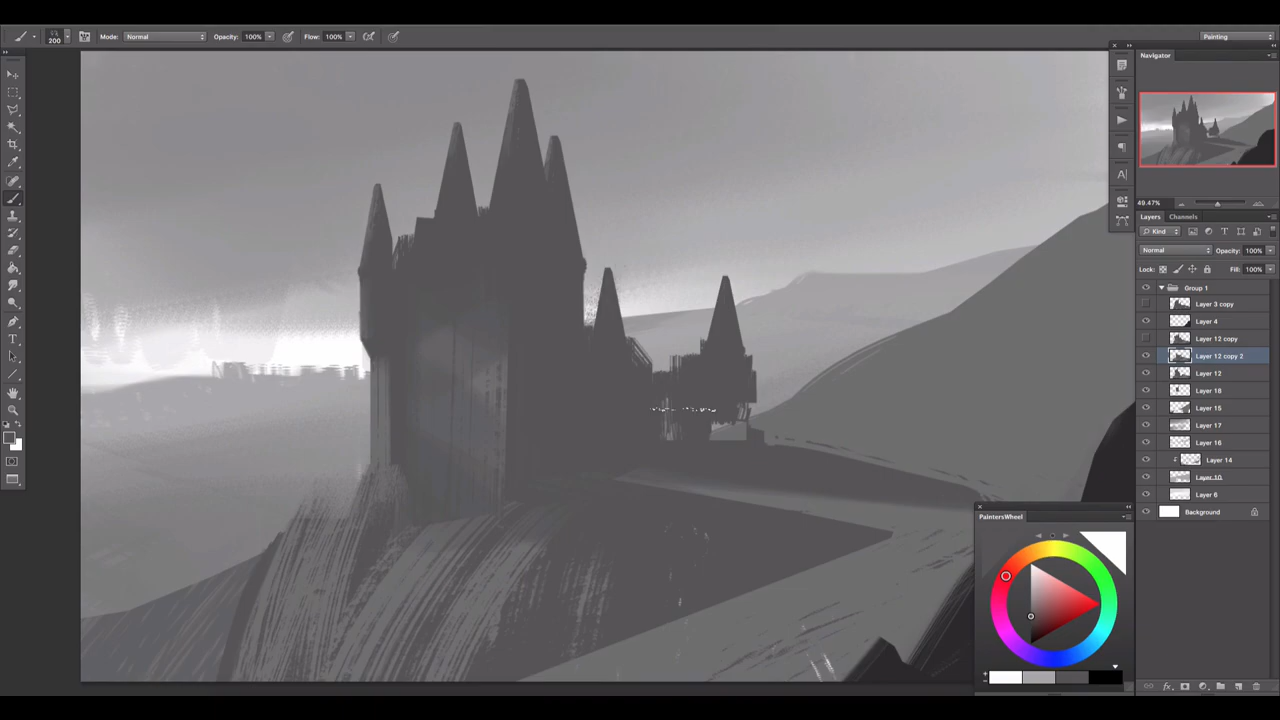 200
Mode: Normal Opacity: 100% Flow: 100% Painting
Navigator
49.47%
Layers Channels
Kind
Normal Opacity: 100%
Lock: Fill: 100%
Group 1
Layer 3 copy
Layer 4
Layer 12 copy
Layer 12 copy 2
Layer 12
Layer 18
Layer 15
Layer 17
Layer 16
Layer 14
Layer 10
Layer 6
Background
PaintersWheel